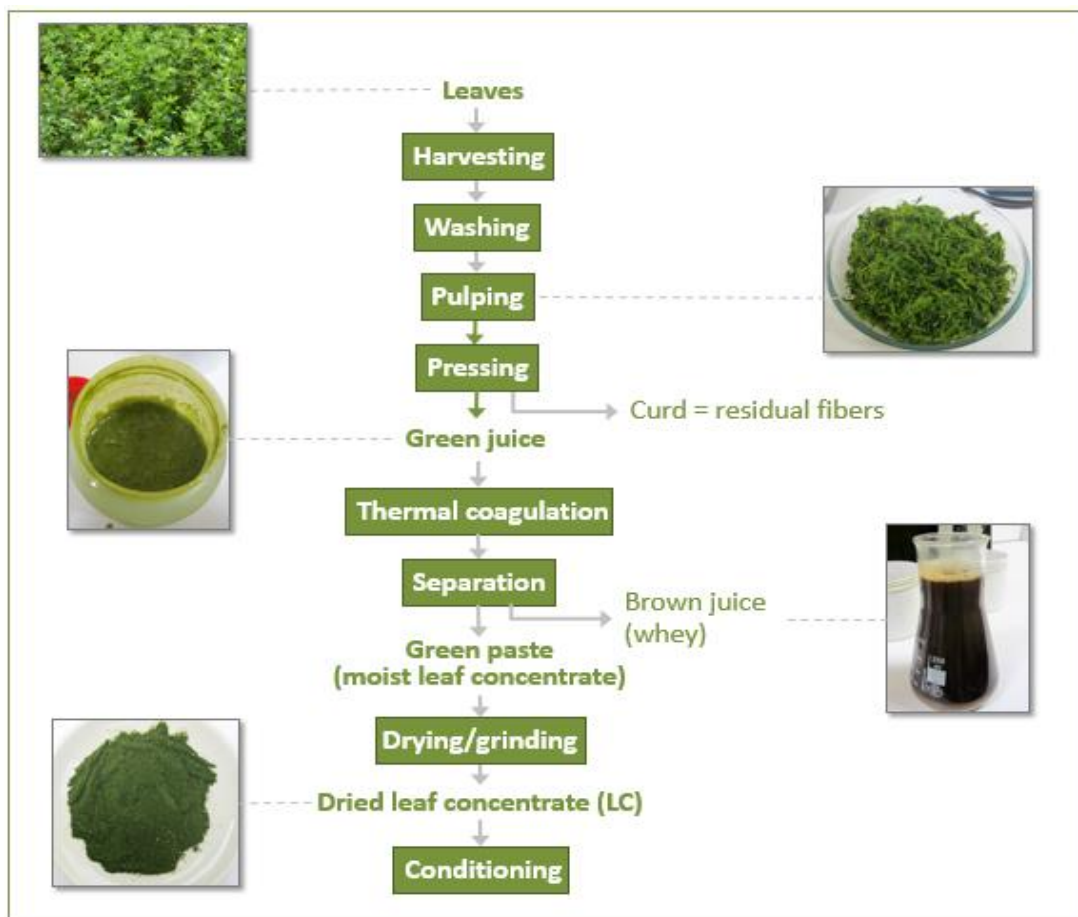 Leaves
Harvesting
Washing
Pulping
Pressing
Curd = residual fibers
Green juice
Thermal coagulation
Separation
Brown juice
(whey)
Green paste
(moist leaf concentrate)
Drying/grinding
Dried leaf concentrate (LC)
Conditioning